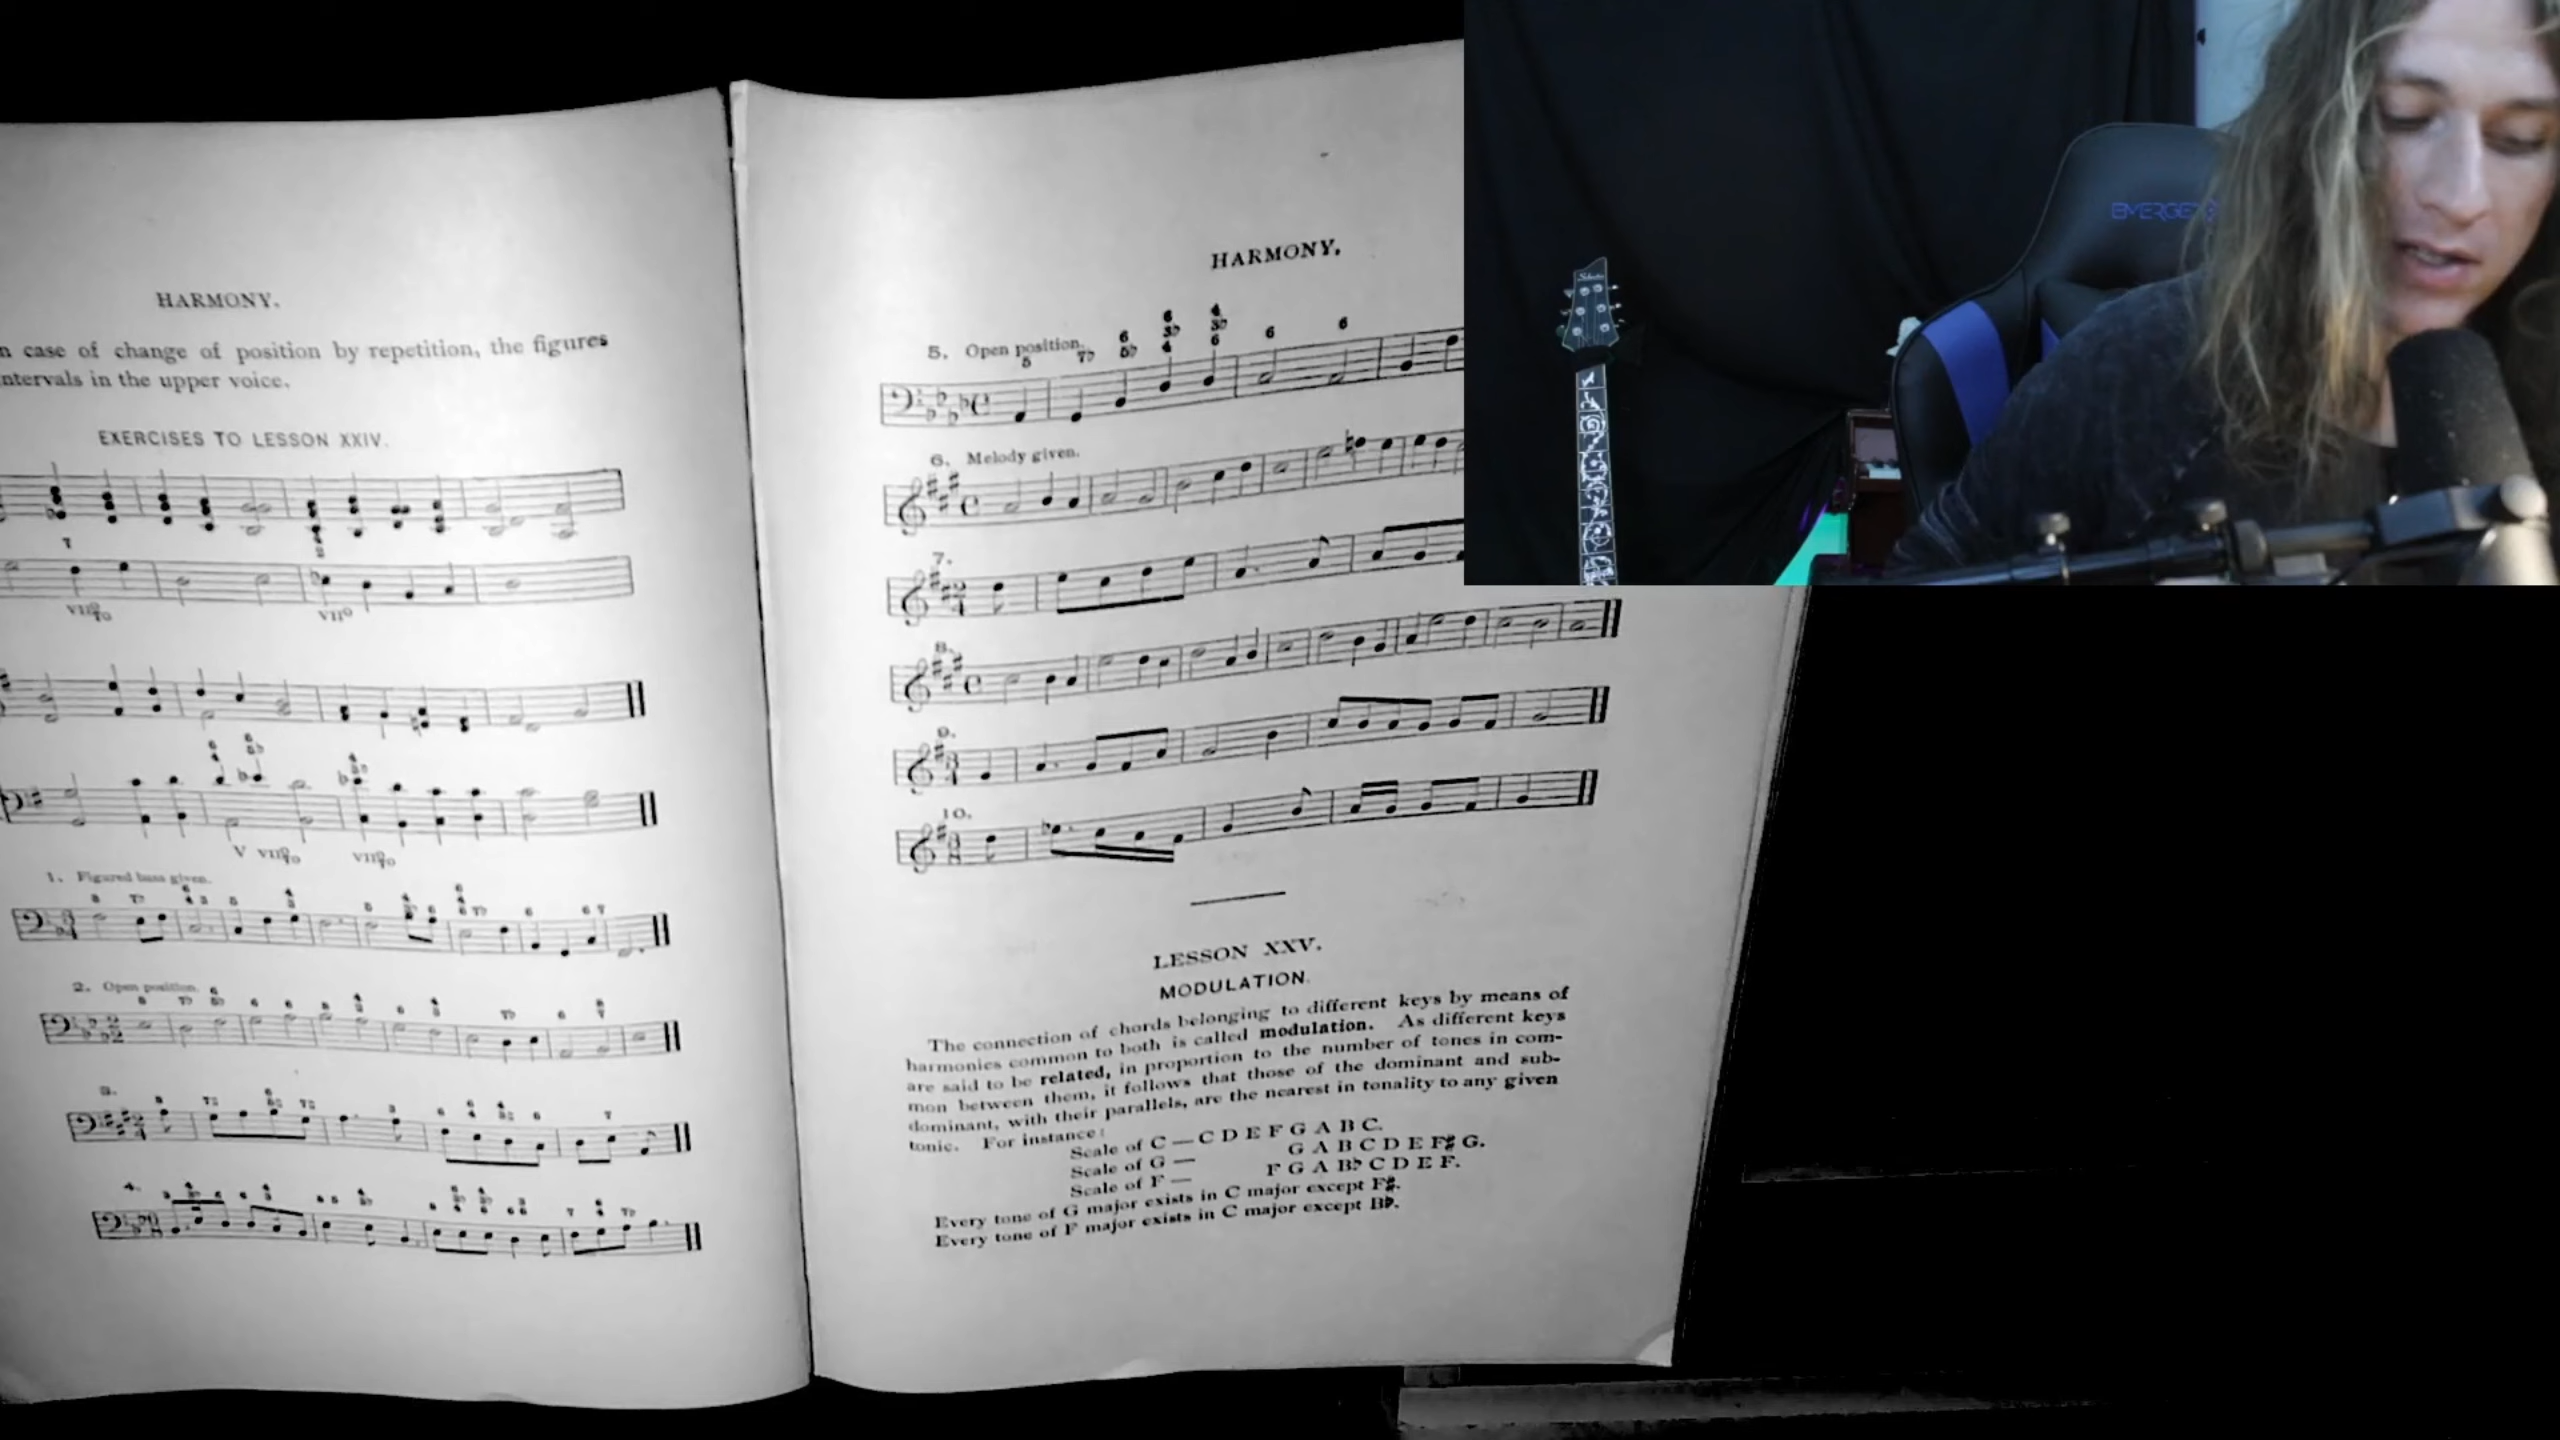 HARMONY.
n case of change of position by repetition, the figures
ntervals in the upper voice.
EXERCISES TO LESSON XXIV.
7
VII°
V
1. Figured bass given.
2. Open position.
3.
4.
HARMONY.
5. Open position.
6. Melody given.
7.
8.
9.
10.
LESSON XXV.
MODULATION.
The connection of chords belonging to different keys by means of
harmonies common to both is called modulation. As different keys
are said to be related, in proportion to the number of tones in com-
mon between them, it follows that those of the dominant and sub-
dominant, with their parallels, are the nearest in tonality to any given
tonic. For instance:
Scale of C — C D E F G A B C.
Scale of G — G A B C D E F♯ G.
Scale of F — F G A B♭ C D E F.
Every tone of G major exists in C major except F♯.
Every tone of F major exists in C major except B♭.